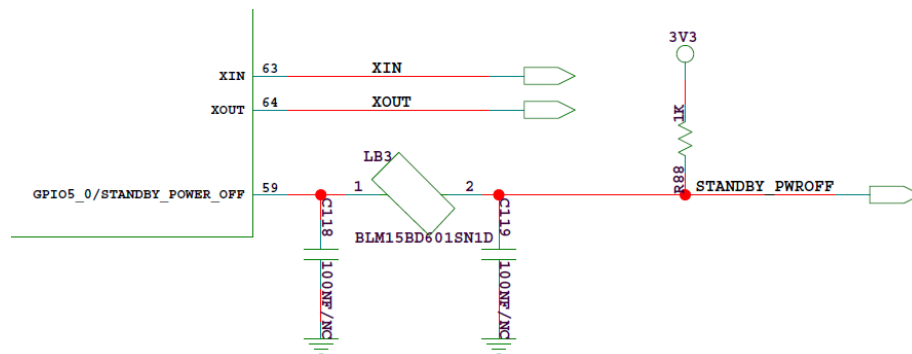 3V3
XIN 63 XIN
XOUT 64 XOUT
1K
LB3
GPIO5_0/STANDBY_POWER_OFF 59 1 2 R88 STANDBY_PWROFF
C118 C119
BLM15BD601SN1D
100NF/NC 100NF/NC